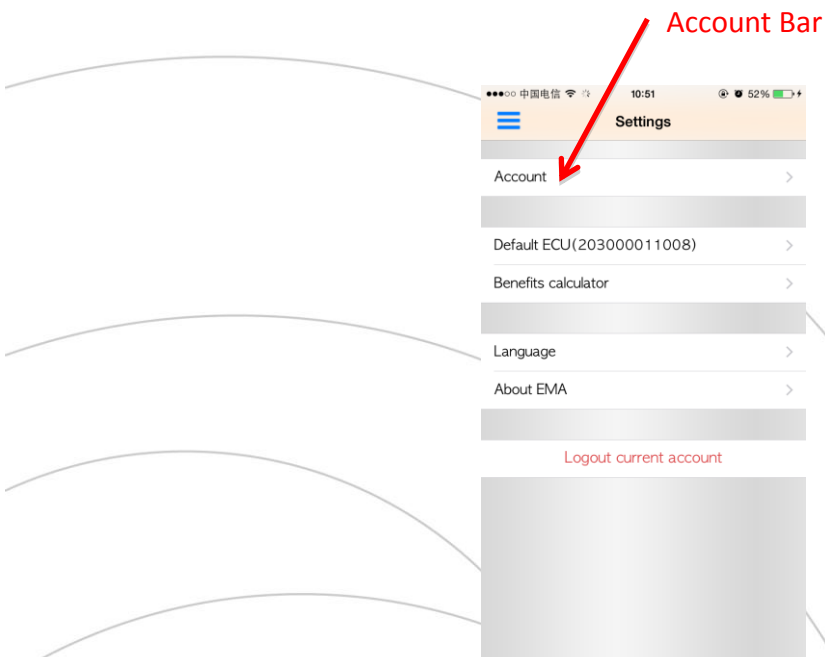 Account Bar
中国电信 10:51 52%
Settings
Account
Default ECU(203000011008)
Benefits calculator
Language
About EMA
Logout current account